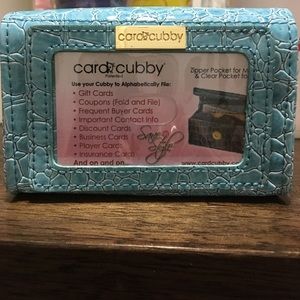 card cubby
card cubby
Patented
Use your Cubby to Alphabetically File:
• Gift Cards
• Coupons (Fold and File)
• Frequent Buyer Cards
• Important Contact Info
• Discount Cards
• Business Cards
• Player Cards
• Insurance Cards
And on and on...
Zipper Pocket for M
& Clear Pocket for
www.cardcubby.co